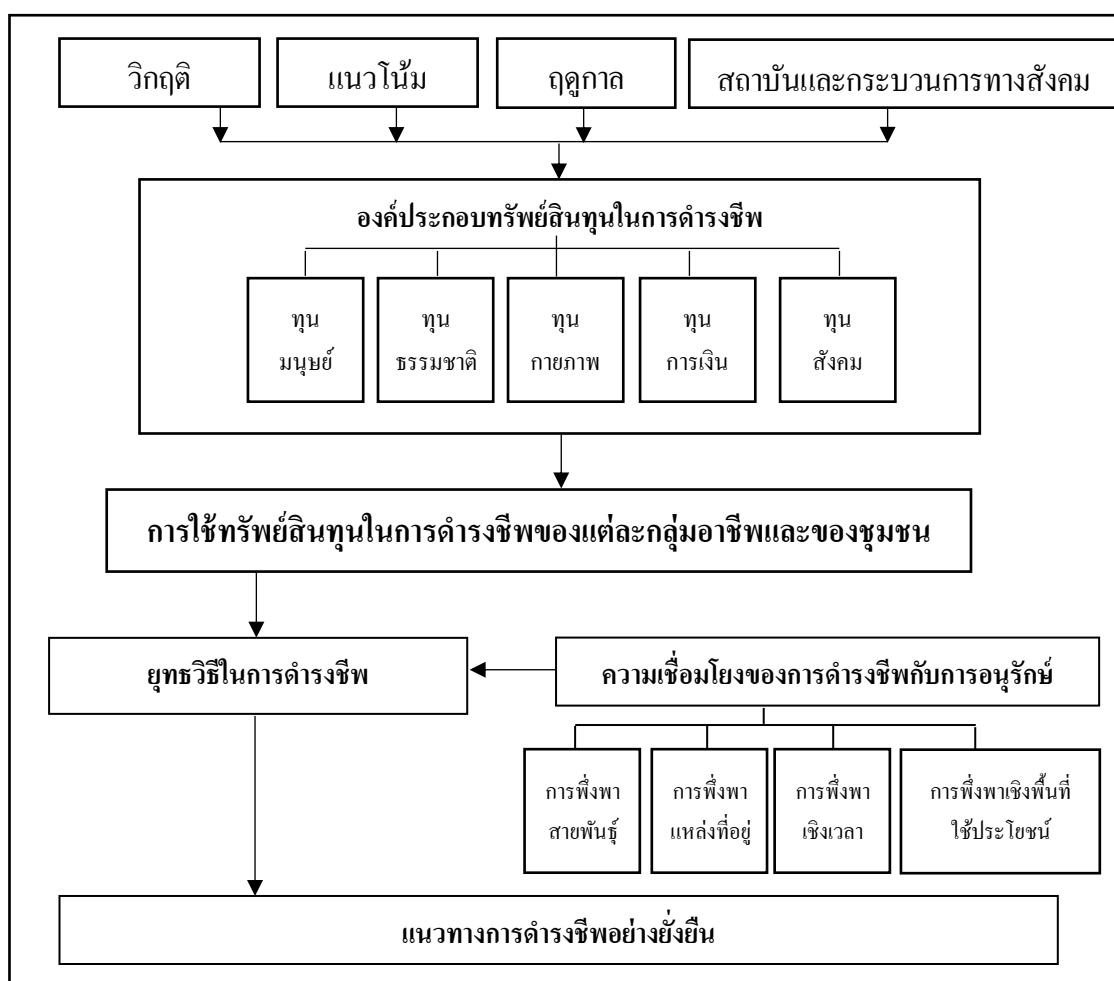 วิกฤติ
แนวโน้ม
ฤดูกาล
สถาบันและกระบวนการทางสังคม
องค์ประกอบทรัพย์สินทุนในการดำรงชีพ
ทุน
มนุษย์
ทุน
ธรรมชาติ
ทุน
กายภาพ
ทุน
การเงิน
ทุน
สังคม
การใช้ทรัพย์สินทุนในการดำรงชีพของแต่ละกลุ่มอาชีพและของชุมชน
ยุทธวิธีในการดำรงชีพ
ความเชื่อมโยงของการดำรงชีพกับการอนุรักษ์
การพึ่งพา
สายพันธุ์
การพึ่งพา
แหล่งที่อยู่
การพึ่งพา
เชิงเวลา
การพึ่งพาเชิงพื้นที่
ใช้ประโยชน์
แนวทางการดำรงชีพอย่างยั่งยืน